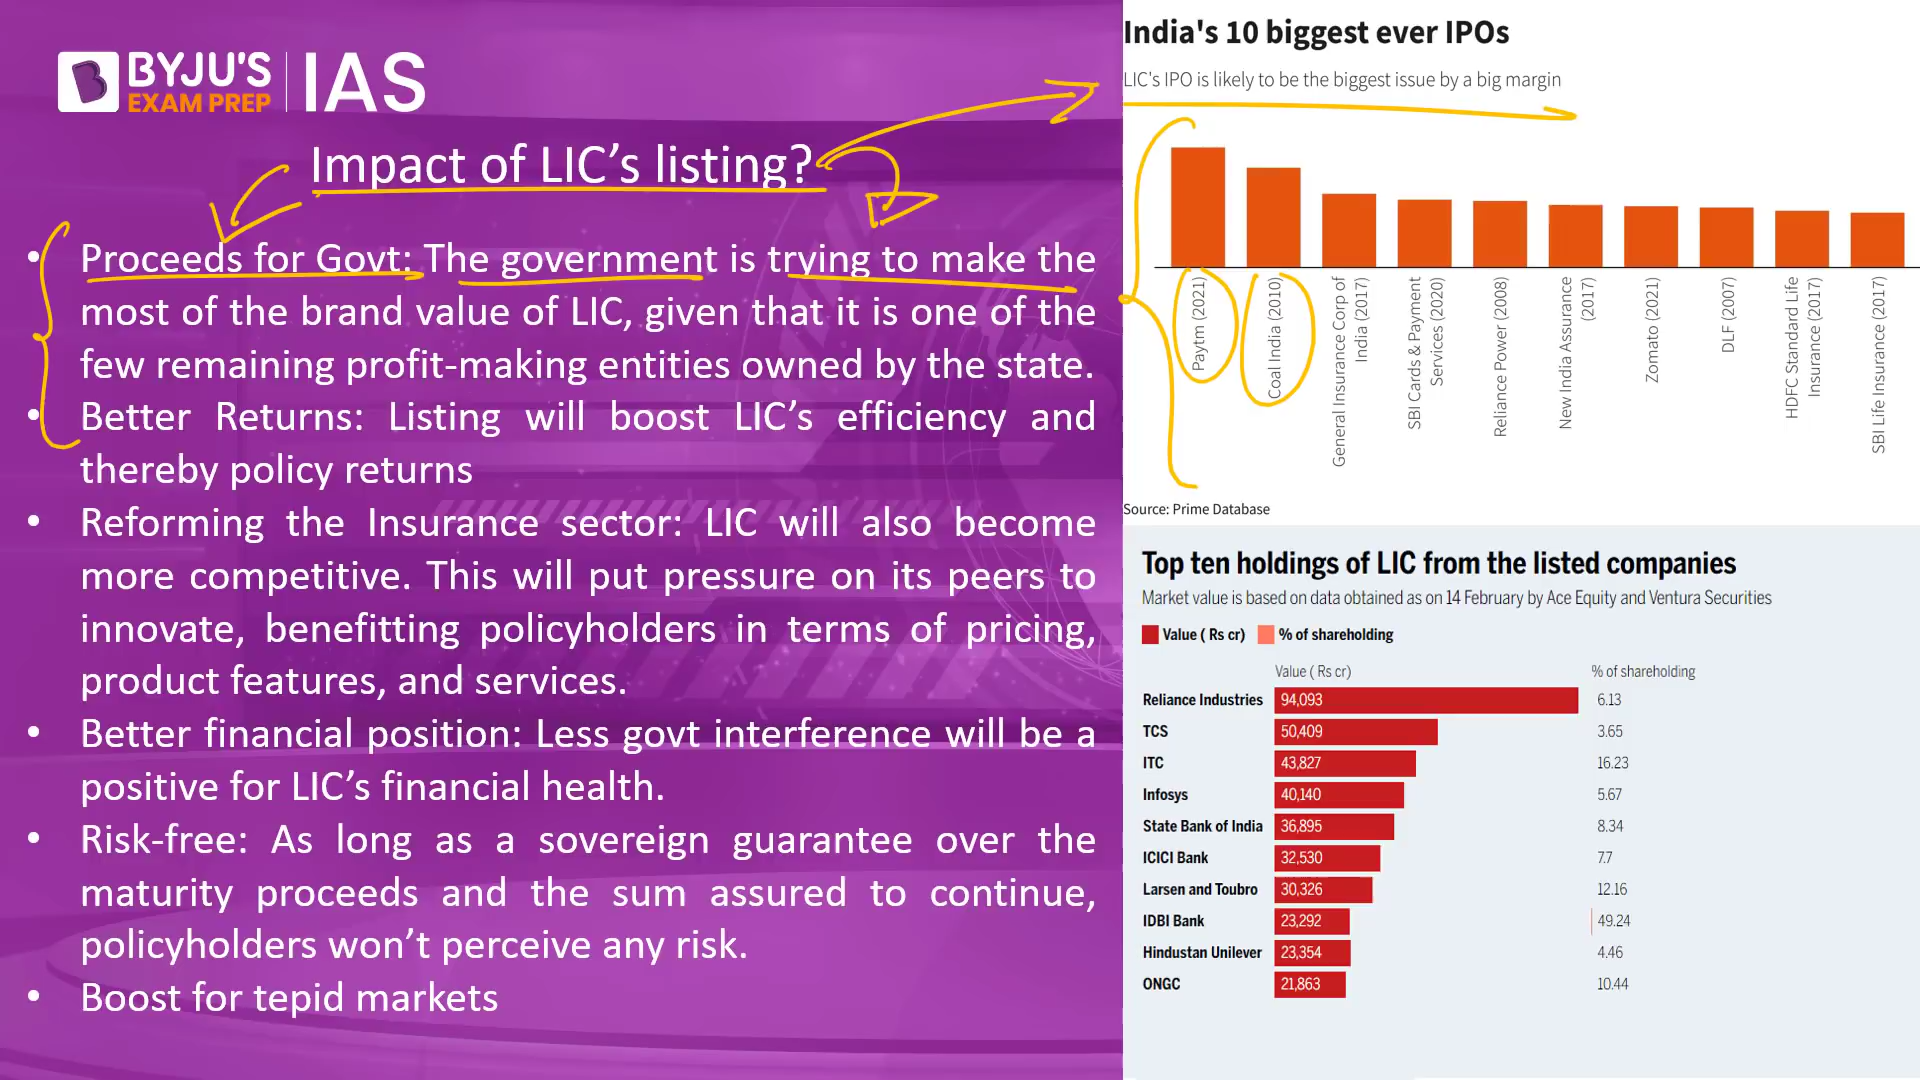 BYJU'S
EXAM PREP
IAS
Impact of LIC’s listing?
• Proceeds for Govt: The government is trying to make the
most of the brand value of LIC, given that it is one of the
few remaining profit-making entities owned by the state.
• Better Returns: Listing will boost LIC’s efficiency and
thereby policy returns
• Reforming the Insurance sector: LIC will also become
more competitive. This will put pressure on its peers to
innovate, benefitting policyholders in terms of pricing,
product features, and services.
• Better financial position: Less govt interference will be a
positive for LIC’s financial health.
• Risk-free: As long as a sovereign guarantee over the
maturity proceeds and the sum assured to continue,
policyholders won’t perceive any risk.
• Boost for tepid markets
India's 10 biggest ever IPOs
LIC's IPO is likely to be the biggest issue by a big margin
Paytm (2021)
Coal India (2010)
General Insurance Corp of
India (2017)
SBI Cards & Payment
Services (2020)
Reliance Power (2008)
New India Assurance
(2017)
Zomato (2021)
DLF (2007)
HDFC Standard Life
Insurance (2017)
SBI Life Insurance (2017)
Source: Prime Database
Top ten holdings of LIC from the listed companies
Market value is based on data obtained as on 14 February by Ace Equity and Ventura Securities
Value ( Rs cr) % of shareholding
Value ( Rs cr) % of shareholding
Reliance Industries 94,093 6.13
TCS 50,409 3.65
ITC 43,827 16.23
Infosys 40,140 5.67
State Bank of India 36,895 8.34
ICICI Bank 32,530 7.7
Larsen and Toubro 30,326 12.16
IDBI Bank 23,292 49.24
Hindustan Unilever 23,354 4.46
ONGC 21,863 10.44